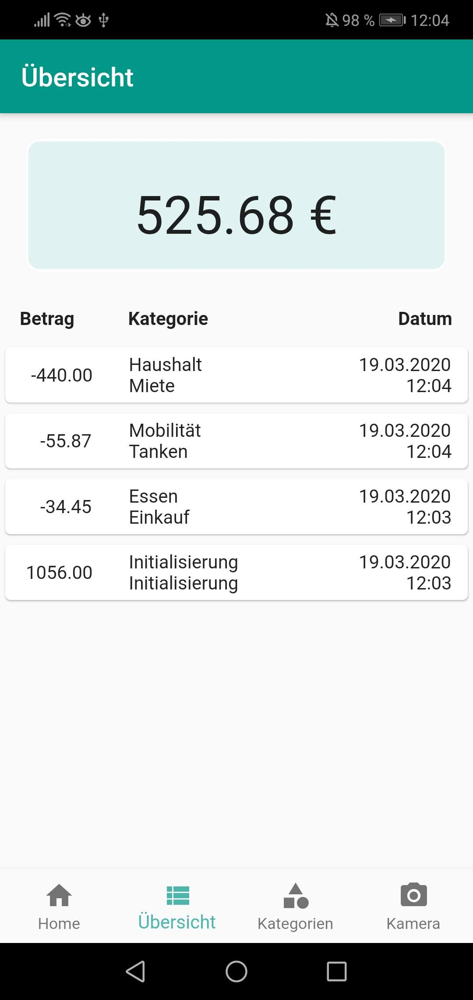 98 % 12:04
Übersicht
525.68 €
Betrag Kategorie Datum
-440.00 Haushalt 19.03.2020
Miete 12:04
-55.87 Mobilität 19.03.2020
Tanken 12:04
-34.45 Essen 19.03.2020
Einkauf 12:03
1056.00 Initialisierung 19.03.2020
Initialisierung 12:03
Home Übersicht Kategorien Kamera